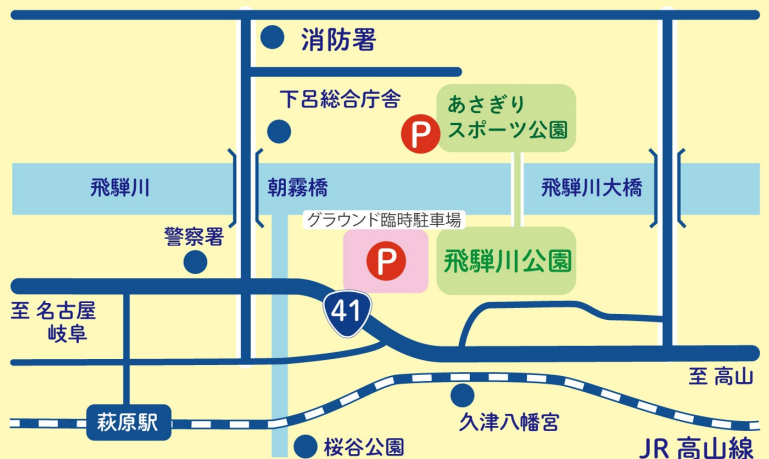 消防署
下呂総合庁舎
あさぎり
スポーツ公園
P
飛騨川
朝霧橋
飛騨川大橋
グラウンド臨時駐車場
警察署
P
飛騨川公園
至 名古屋
岐阜
41
至 高山
萩原駅
久津八幡宮
桜谷公園
JR 高山線